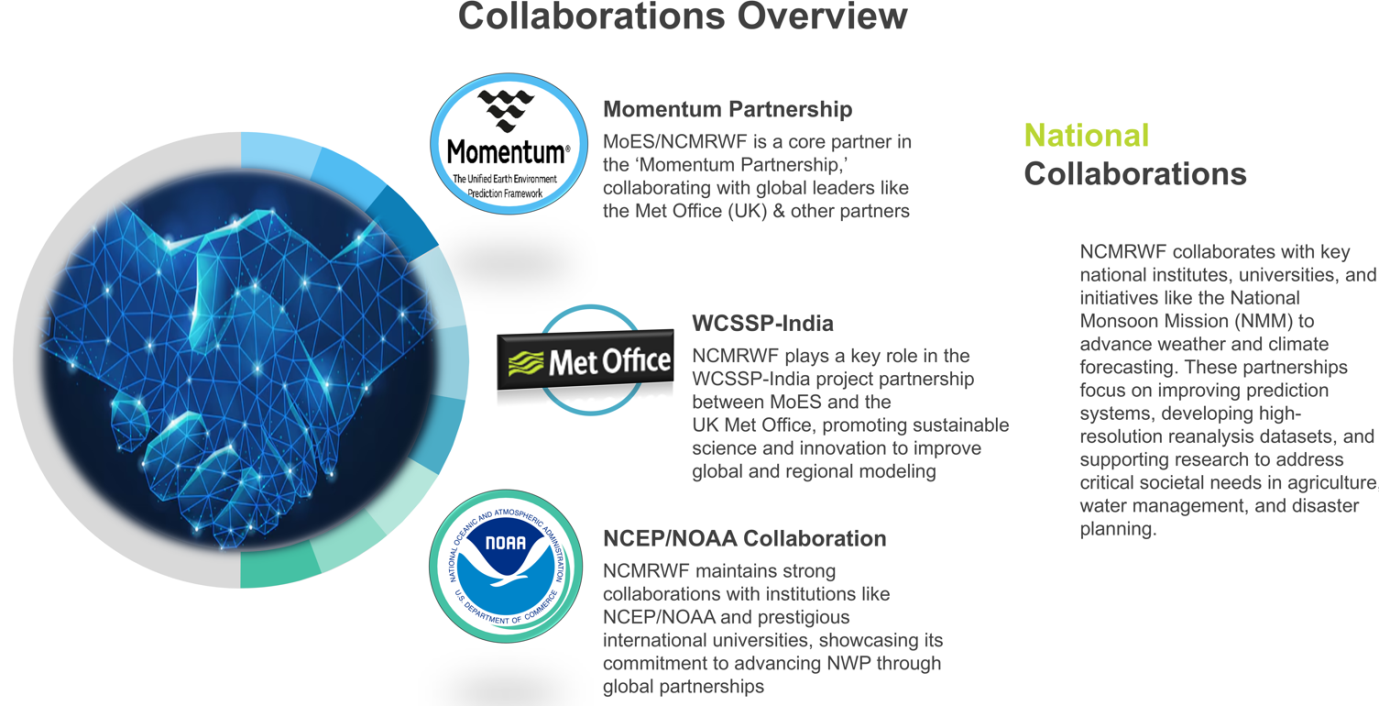 Collaborations Overview
Momentum®
The Unified Earth Environment
Prediction Framework
Momentum Partnership
MoES/NCMRWF is a core partner in
the ‘Momentum Partnership,’
collaborating with global leaders like
the Met Office (UK) & other partners
Met Office
WCSSP-India
NCMRWF plays a key role in the
WCSSP-India project partnership
between MoES and the
UK Met Office, promoting sustainable
science and innovation to improve
global and regional modeling
NATIONAL OCEANIC AND ATMOSPHERIC ADMINISTRATION
NOAA
U.S. DEPARTMENT OF COMMERCE
NCEP/NOAA Collaboration
NCMRWF maintains strong
collaborations with institutions like
NCEP/NOAA and prestigious
international universities, showcasing its
commitment to advancing NWP through
global partnerships
National
Collaborations
NCMRWF collaborates with key
national institutes, universities, and
initiatives like the National
Monsoon Mission (NMM) to
advance weather and climate
forecasting. These partnerships
focus on improving prediction
systems, developing high-
resolution reanalysis datasets, and
supporting research to address
critical societal needs in agriculture,
water management, and disaster
planning.